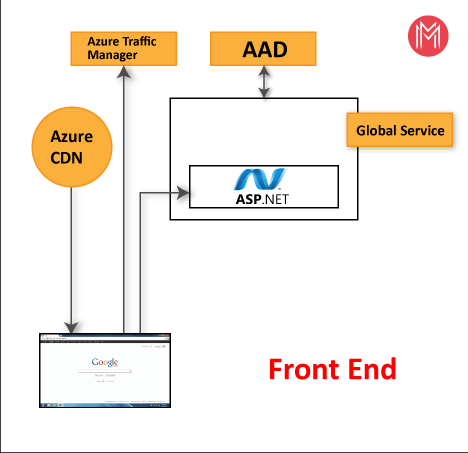 Azure Traffic
Manager
AAD
Global Service
Azure
CDN
ASP.NET
Google
Front End